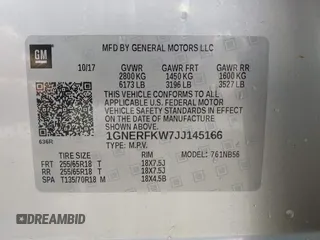 GM
MFD BY GENERAL MOTORS LLC
10/17 GVWR GAWR FRT GAWR RR
2800 KG 1450 KG 1600 KG
6173 LB 3196 LB 3527 LB
THIS VEHICLE CONFORMS TO ALL
APPLICABLE U.S. FEDERAL MOTOR
VEHICLE SAFETY STANDARDS IN
EFFECT ON THE DATE OF
MANUFACTURE SHOWN ABOVE.
636R
1GNERFKW7JJ145166
TYPE: M.P.V. MODEL: 761NB56
TIRE SIZE RIM
FRT 255/65R18 T 18X7.5J
RR 255/65R18 T 18X7.5J
SPA T135/70R18 M 18X4.5B
DREAMBID